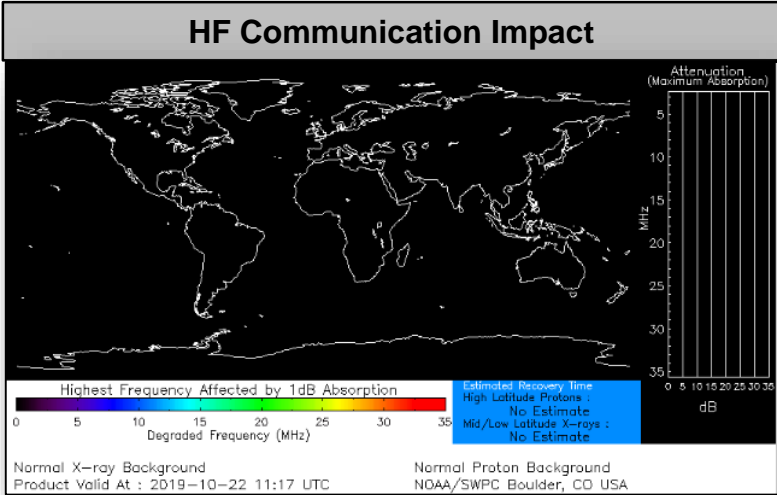 HF Communication Impact
Attenuation
(Maximum Absorption)
5
10
15
MHz
20
25
30
35
0 5 10 15 20 25 30 35
dB
Highest Frequency Affected by 1dB Absorption
0 5 10 15 20 25 30 35
Degraded Frequency (MHz)
Estimated Recovery Time
High Latitude Protons :
No Estimate
Mid/Low Latitude X-rays :
No Estimate
Normal X-ray Background
Normal Proton Background
Product Valid At : 2019-10-22 11:17 UTC
NOAA/SWPC Boulder, CO USA